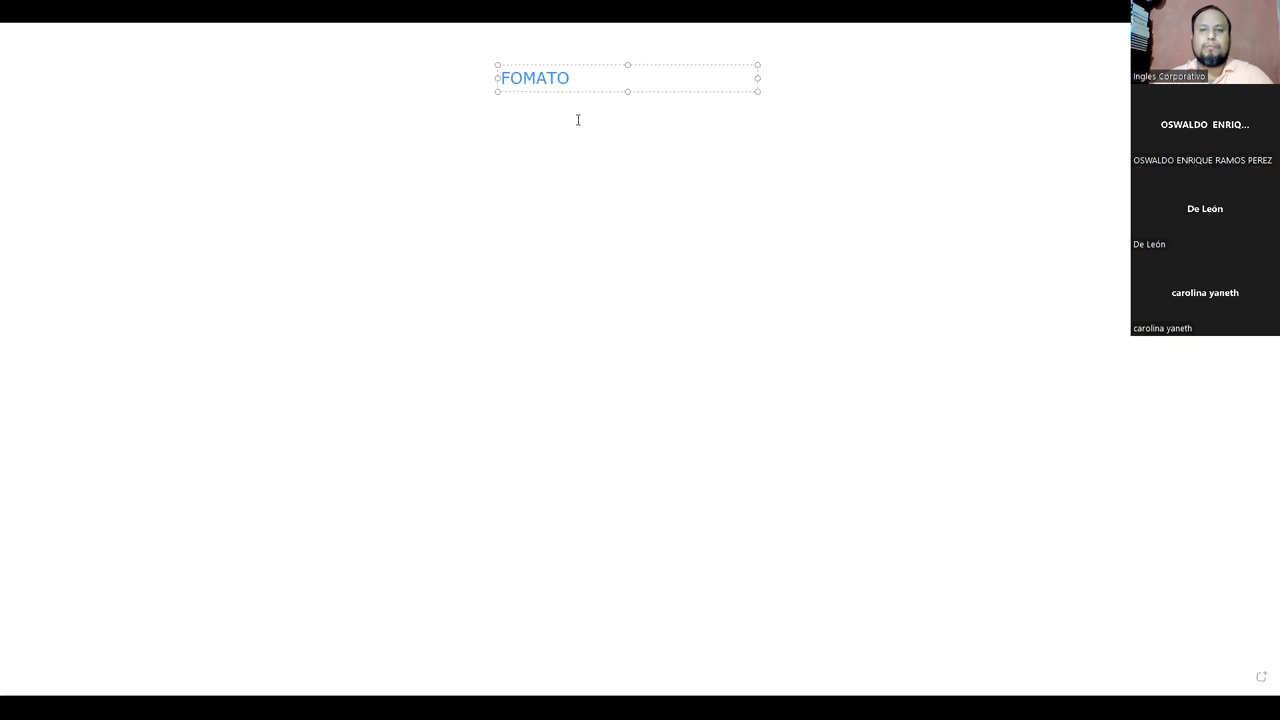 FOMATO
Ingles Corporativo
OSWALDO ENRIQ...
OSWALDO ENRIQUE RAMOS PEREZ
De León
De León
carolina yaneth
carolina yaneth